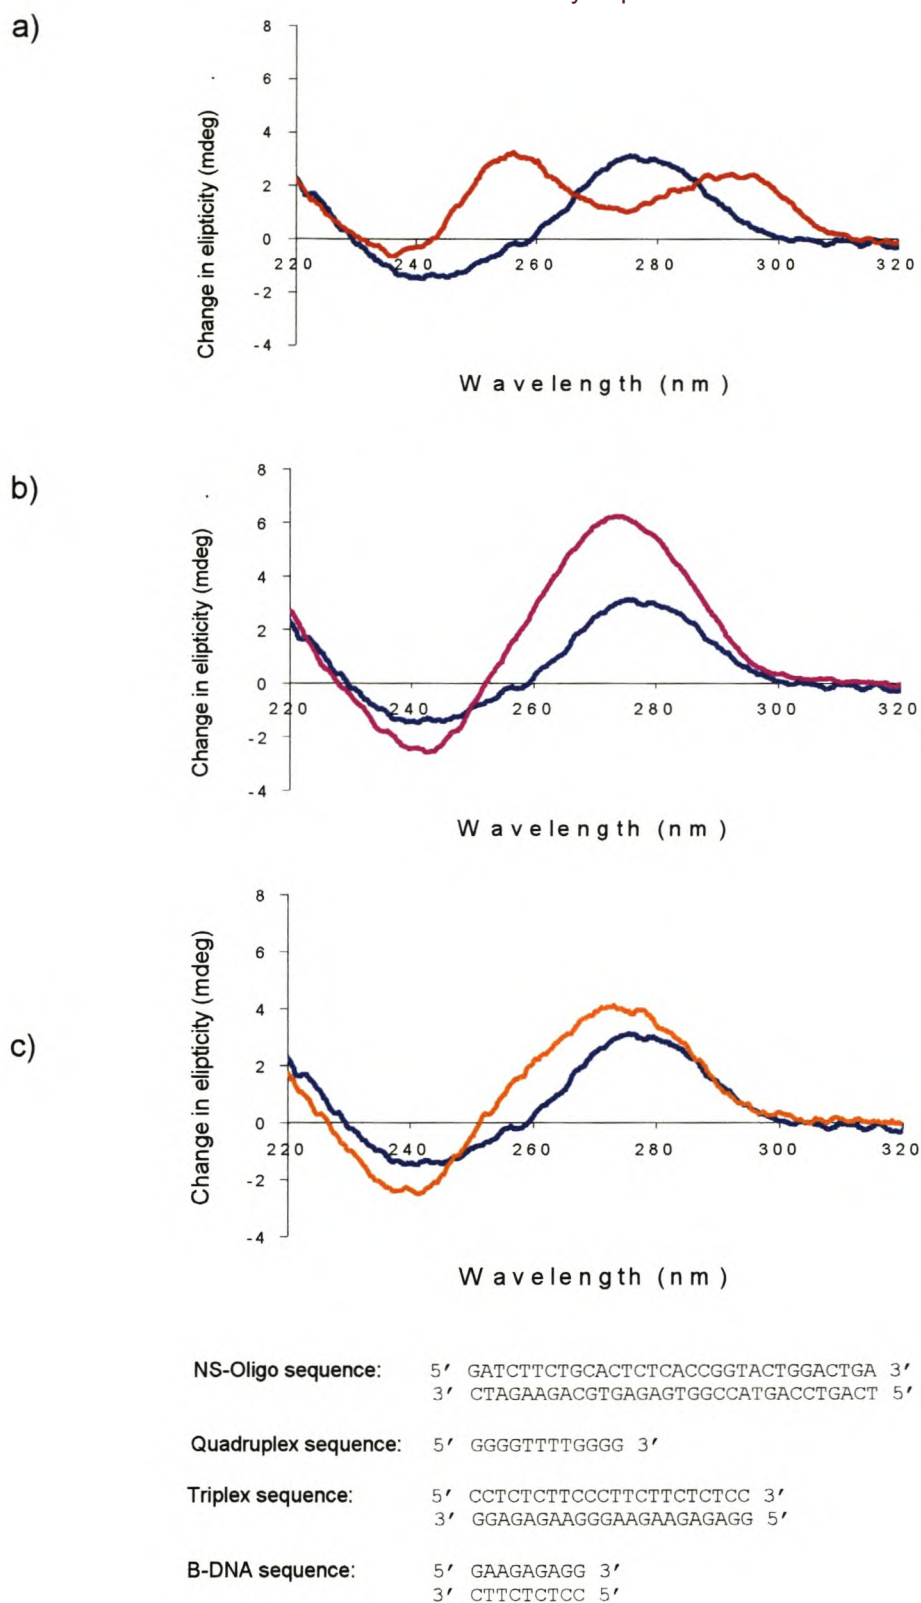 a)
8
6
4
2
0
-2
-4
220 240 260 280 300 320
Change in elipticity (mdeg)
Wavelength (nm)
b)
8
6
4
2
0
-2
-4
220 240 260 280 300 320
Change in elipticity (mdeg)
Wavelength (nm)
c)
8
6
4
2
0
-2
-4
220 240 260 280 300 320
Change in elipticity (mdeg)
Wavelength (nm)
NS-Oligo sequence: 5' GATCTTCTGCACTCTCACCGGTACTGGACTGA 3'
3' CTAGAAGACGTGAGAGTGGCCATGACCTGACT 5'
Quadruplex sequence: 5' GGGGTTTTGGGG 3'
Triplex sequence: 5' CCTCTCTTCCCTTCTTCTCTCC 3'
3' GGAGAGAAGGGAAGAAGAGAGG 5'
B-DNA sequence: 5' GAAGAGAGG 3'
3' CTTCTCTCC 5'